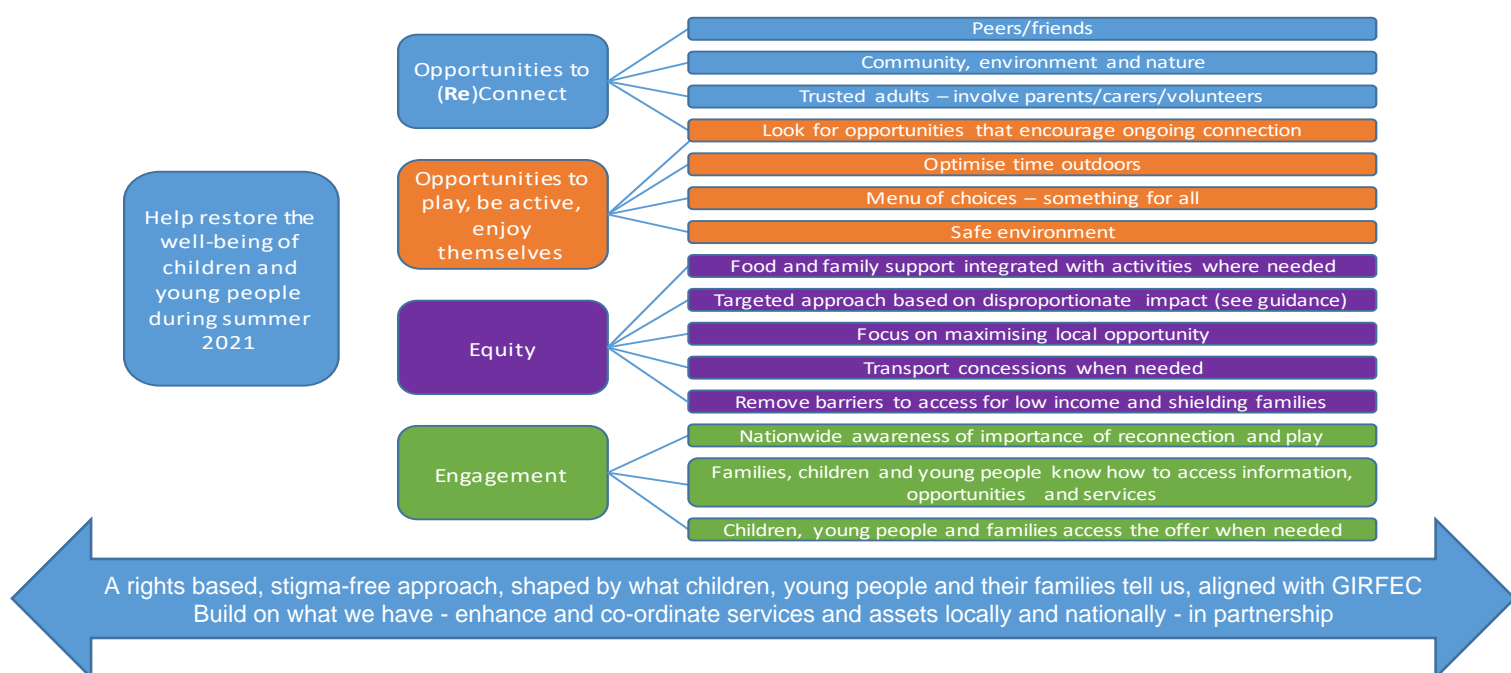 Help restore the
well-being of
children and
young people
during summer
2021
Opportunities to
(Re)Connect
Peers/friends
Community, environment and nature
Trusted adults – involve parents/carers/volunteers
Look for opportunities that encourage ongoing connection
Opportunities to
play, be active,
enjoy
themselves
Optimise time outdoors
Menu of choices – something for all
Safe environment
Equity
Food and family support integrated with activities where needed
Targeted approach based on disproportionate impact (see guidance)
Focus on maximising local opportunity
Transport concessions when needed
Remove barriers to access for low income and shielding families
Engagement
Nationwide awareness of importance of reconnection and play
Families, children and young people know how to access information,
opportunities and services
Children, young people and families access the offer when needed
A rights based, stigma-free approach, shaped by what children, young people and their families tell us, aligned with GIRFEC
Build on what we have - enhance and co-ordinate services and assets locally and nationally - in partnership